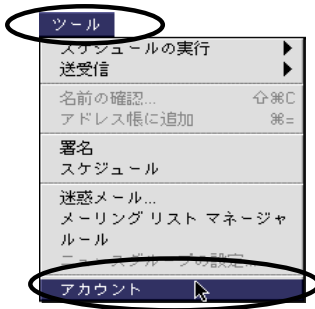 ツール
スケジュールの実行
送受信
名前の確認... ⇧⌘C
アドレス帳に追加 ⌘=
署名
スケジュール
迷惑メール...
メーリング リスト マネージャ
ルール
ニュースグループの設定...
アカウント